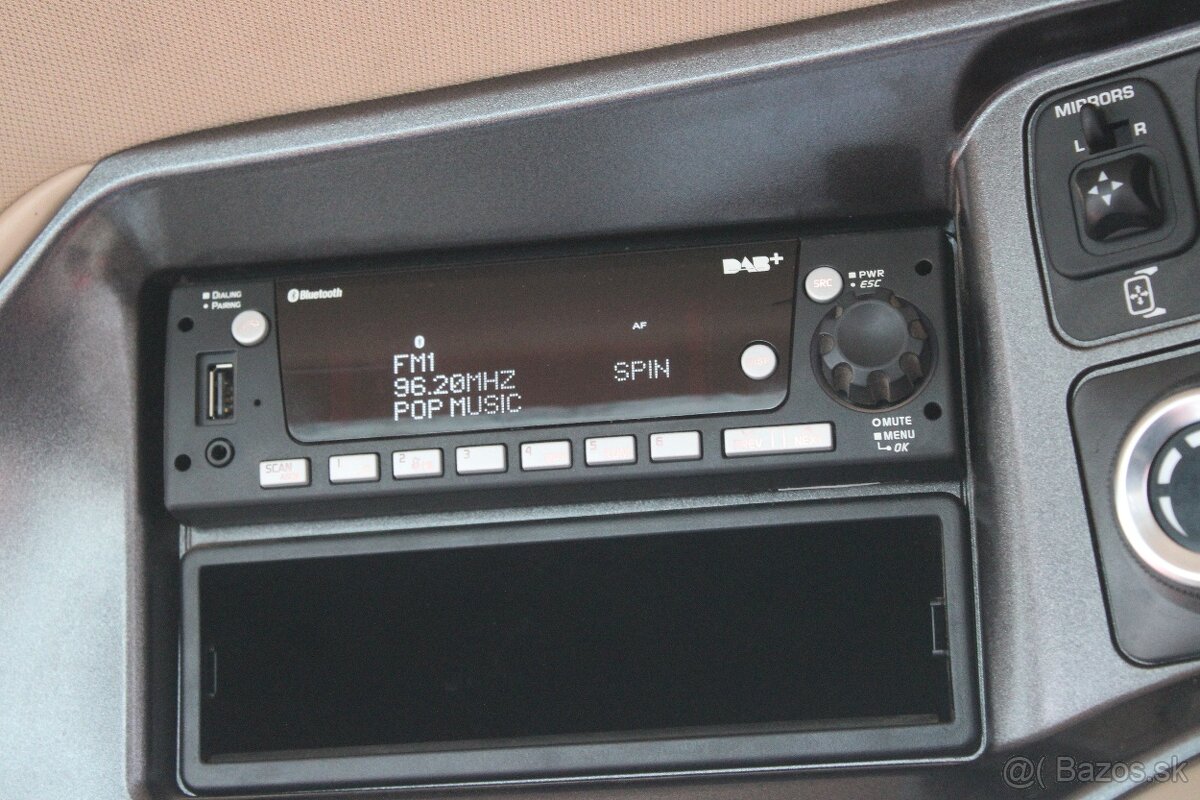 MIRRORS
L R
DAB+
■ DIALING
• PAIRING
Bluetooth
SRC
■ PWR
• ESC
AF
FM1
96.20MHZ
SPIN
POP MUSIC
○ MUTE
■ MENU
OK
SCAN 1 2 3 4 5 6 PREV NEXT
@( Bazos.sk